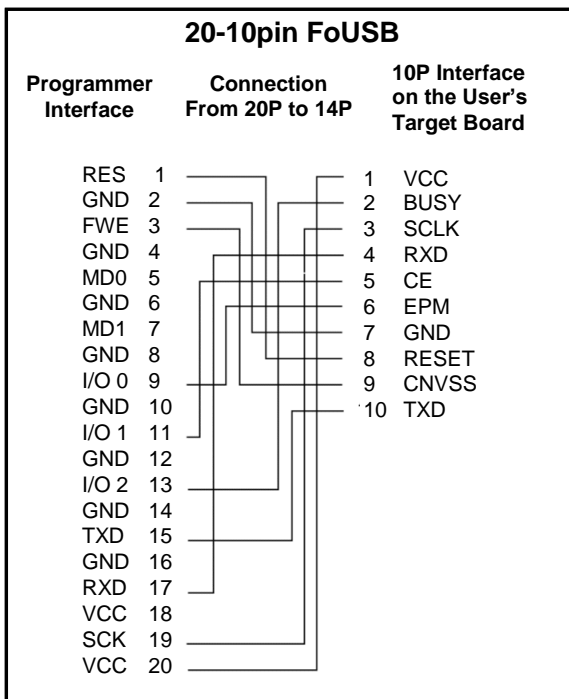 20-10pin FoUSB
Programmer Interface
Connection From 20P to 14P
10P Interface on the User's Target Board
RES 1
GND 2
FWE 3
GND 4
MD0 5
GND 6
MD1 7
GND 8
I/O 0 9
GND 10
I/O 1 11
GND 12
I/O 2 13
GND 14
TXD 15
GND 16
RXD 17
VCC 18
SCK 19
VCC 20
1 VCC
2 BUSY
3 SCLK
4 RXD
5 CE
6 EPM
7 GND
8 RESET
9 CNVSS
10 TXD